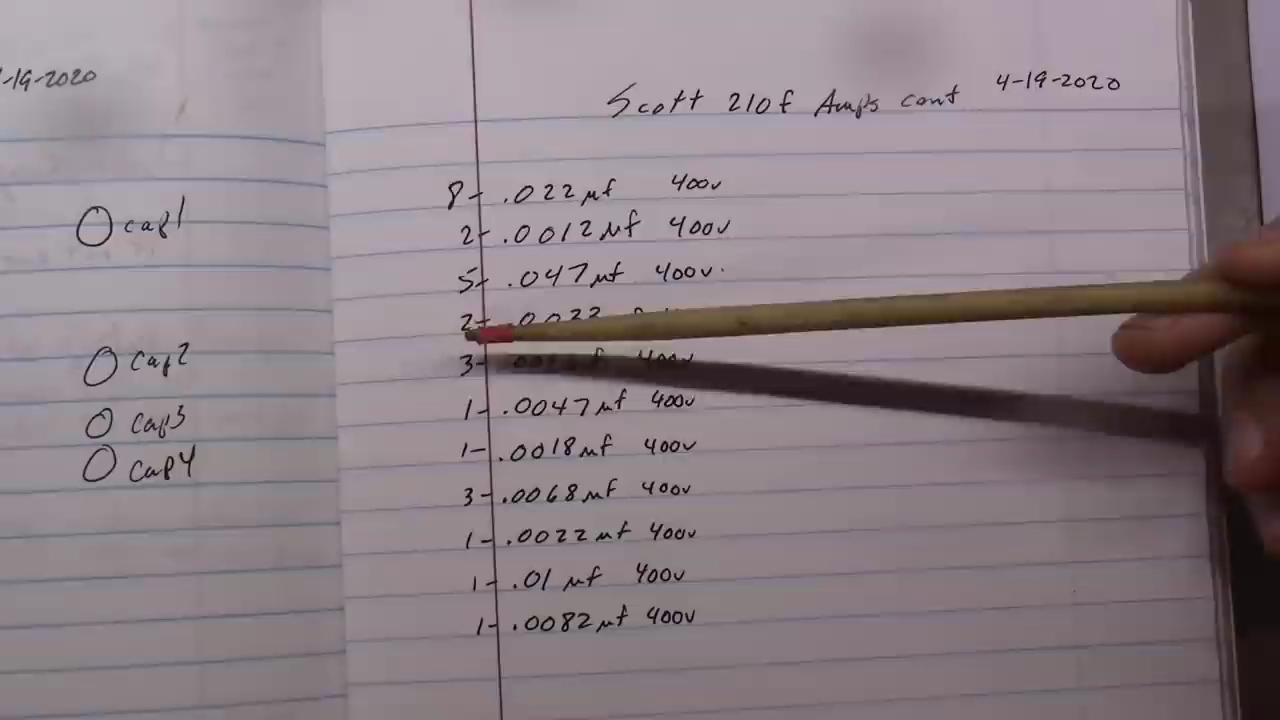 -19-2020
cap1
cap2
cap3
cap4
Scott 210f Amps cont 4-19-2020
8- .022 µf 400v
2- .0012 µf 400v
5- .047 µf 400v.
2- .0022
3- 400v
1- .0047 µf 400v
1- .0018 µf 400v
3- .0068 µf 400v
1- .0022 µf 400v
1- .01 µf 400v
1- .0082 µf 400v